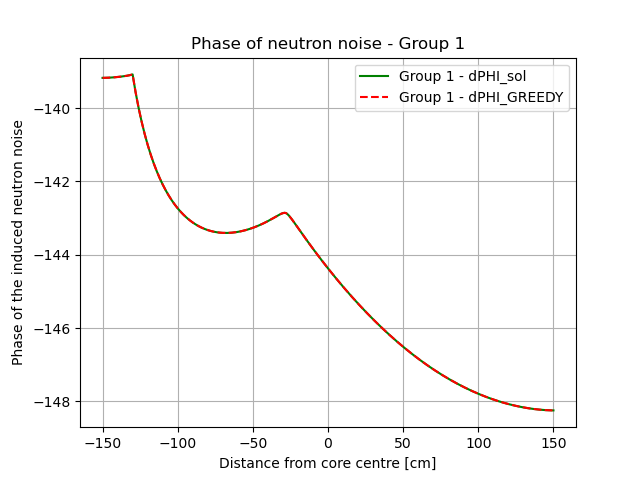 Phase of neutron noise - Group 1
Group 1 - dPHI_sol
Group 1 - dPHI_GREEDY
Phase of the induced neutron noise
−140
−142
−144
−146
−148
−150
−100
−50
0
50
100
150
Distance from core centre [cm]